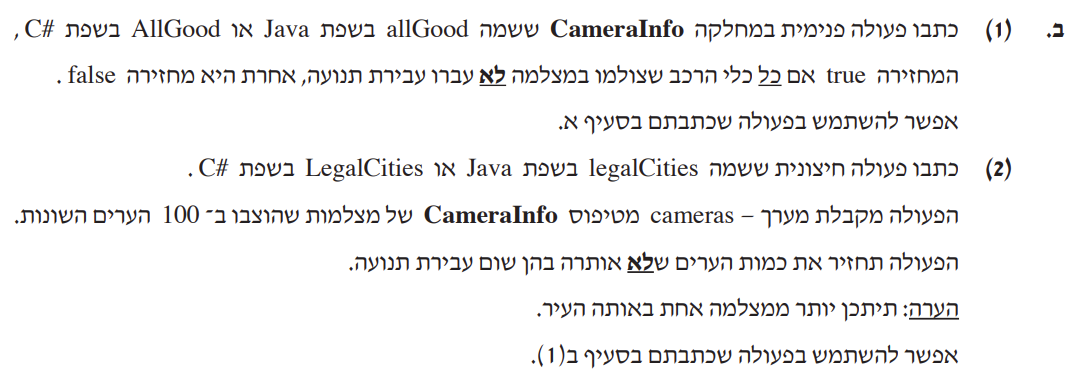 ב. (1) כתבו פעולה פנימית במחלקה CameraInfo ששמה allGood בשפת Java או AllGood בשפת C# ,
המחזירה true אם כל כלי הרכב שצולמו במצלמה לא עברו עבירת תנועה, אחרת היא מחזירה false .
אפשר להשתמש בפעולה שכתבתם בסעיף א.
(2) כתבו פעולה חיצונית ששמה legalCities בשפת Java או LegalCities בשפת C# .
הפעולה מקבלת מערך – cameras מטיפוס CameraInfo של מצלמות שהוצבו ב־ 100 הערים השונות.
הפעולה תחזיר את כמות הערים שלא אותרה בהן שום עבירת תנועה.
הערה: תיתכן יותר ממצלמה אחת באותה העיר.
אפשר להשתמש בפעולה שכתבתם בסעיף ב(1).